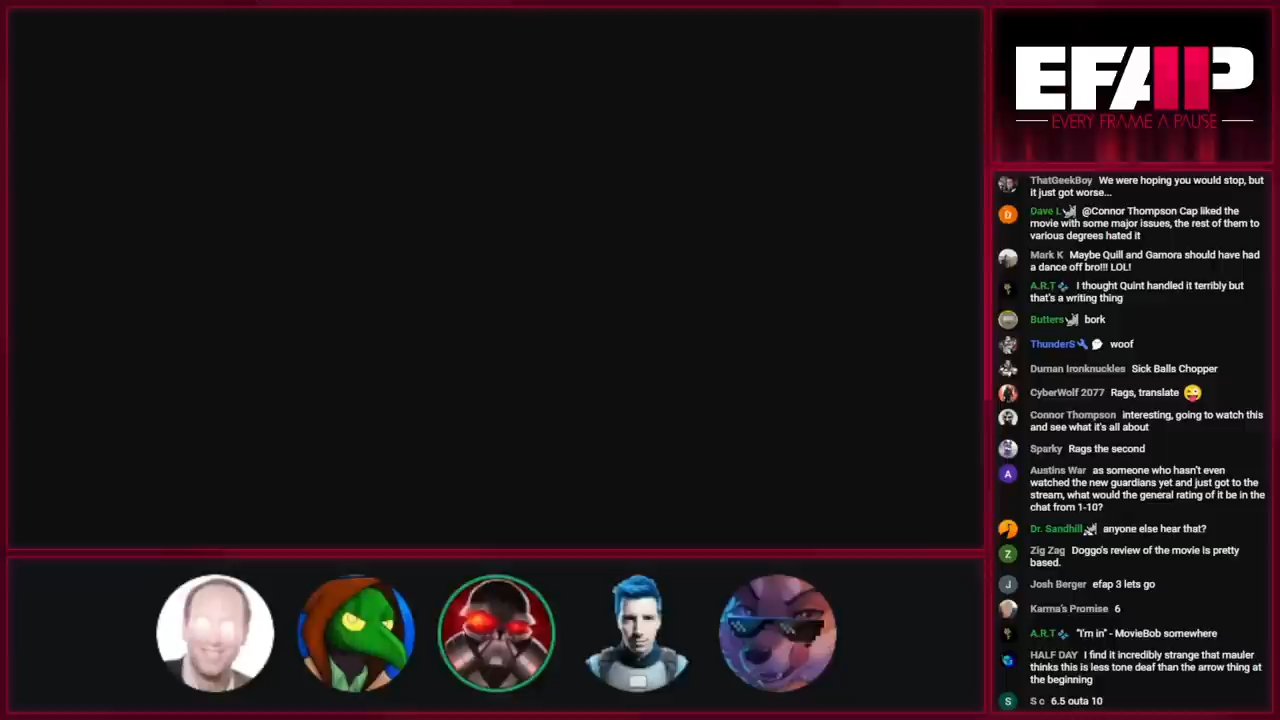 EFAP
EVERY FRAME A PAUSE
ThatGeekBoy We were hoping you would stop, but
it just got worse...
D
Dave L @Connor Thompson Cap liked the
movie with some major issues, the rest of them to
various degrees hated it
Mark K Maybe Quill and Gamora should have had
a dance off bro!!! LOL!
A.R.T I thought Quint handled it terribly but
that's a writing thing
Butters bork
ThunderS woof
Durnan Ironknuckles Sick Balls Chopper
CyberWolf 2077 Rags, translate
Connor Thompson interesting, going to watch this
and see what it's all about
Sparky Rags the second
A
Austins War as someone who hasn't even
watched the new guardians yet and just got to the
stream, what would the general rating of it be in the
chat from 1-10?
Dr. Sandhill anyone else hear that?
Z
Zig Zag Doggo's review of the movie is pretty
based.
J
Josh Berger efap 3 lets go
Karma's Promise 6
A.R.T "I'm in" - MovieBob somewhere
HALF DAY I find it incredibly strange that mauler
thinks this is less tone deaf than the arrow thing at
the beginning
S
S c 6.5 outa 10